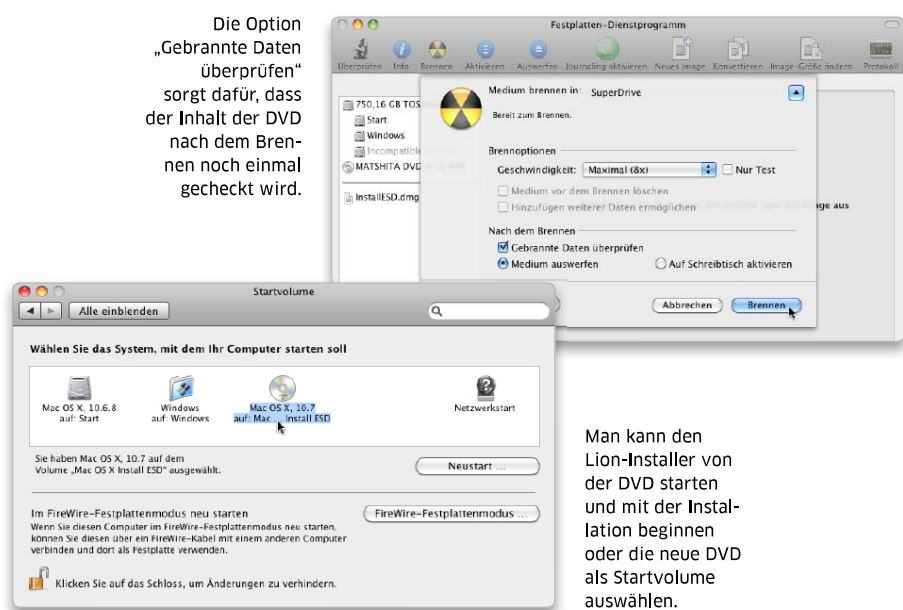 Die Option
„Gebrannte Daten
überprüfen“
sorgt dafür, dass
der Inhalt der DVD
nach dem Bren-
nen noch einmal
gecheckt wird.
Festplatten-Dienstprogramm
Überprüfen Info Brennen Aktivieren Auswerfen Journaling aktivieren Neues Image Konvertieren Image-Größe ändern Protokoll
750,16 GB TOS
Start
Windows
Incompatible
MATSHITA DVD
InstallESD.dmg
Medium brennen in: SuperDrive
Bereit zum Brennen.
Brennoptionen
Geschwindigkeit: Maximal (8x) Nur Test
Medium vor dem Brennen löschen
Hinzufügen weiterer Daten ermöglichen
age aus
Nach dem Brennen
Gebrannte Daten überprüfen
Medium auswerfen Auf Schreibtisch aktivieren
Abbrechen Brennen
Startvolume
Alle einblenden
Wählen Sie das System, mit dem Ihr Computer starten soll
Mac OS X, 10.6.8
auf: Start
Windows
auf: Windows
Mac OS X, 10.7
auf: Mac ... Install ESD
Netzwerkstart
Sie haben Mac OS X, 10.7 auf dem
Volume „Mac OS X Install ESD“ ausgewählt.
Neustart ...
Im FireWire-Festplattenmodus neu starten
Wenn Sie diesen Computer im FireWire-Festplattenmodus neu starten,
können Sie diesen über ein FireWire-Kabel mit einem anderen Computer
verbinden und dort als Festplatte verwenden.
FireWire-Festplattenmodus ...
Klicken Sie auf das Schloss, um Änderungen zu verhindern.
Man kann den
Lion-Installer von
der DVD starten
und mit der Instal-
lation beginnen
oder die neue DVD
als Startvolume
auswählen.